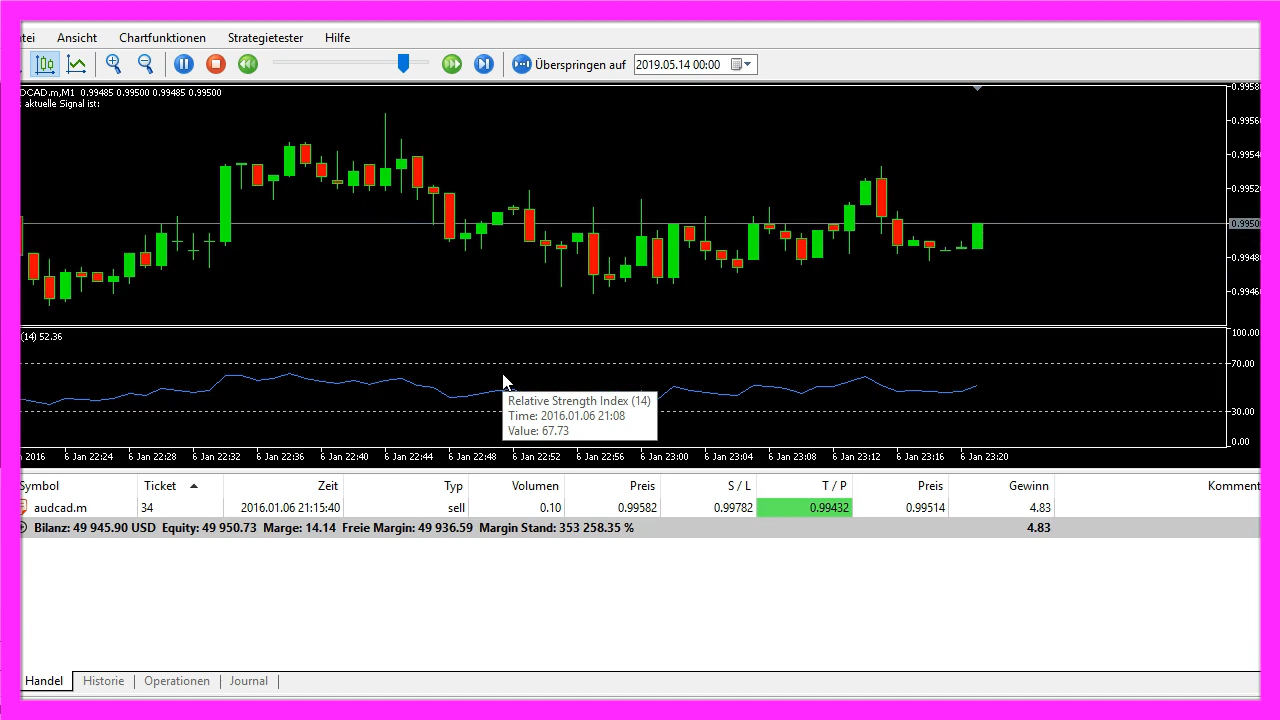 tei Ansicht Chartfunktionen Strategietester Hilfe
Überspringen auf 2019.05.14 00:00
DCAD.m,M1 0.99485 0.99500 0.99485 0.99500
aktuelle Signal ist:
0.9958
0.9956
0.9954
0.9952
0.9950
0.9948
0.9946
(14) 52.36
100.00
70.00
30.00
0.00
Relative Strength Index (14)
Time: 2016.01.06 21:08
Value: 67.73
n 2016 6 Jan 22:24 6 Jan 22:28 6 Jan 22:32 6 Jan 22:36 6 Jan 22:40 6 Jan 22:44 6 Jan 22:48 6 Jan 22:52 6 Jan 22:56 6 Jan 23:00 6 Jan 23:04 6 Jan 23:08 6 Jan 23:12 6 Jan 23:16 6 Jan 23:20
Symbol Ticket Zeit Typ Volumen Preis S / L T / P Preis Gewinn Komment
audcad.m 34 2016.01.06 21:15:40 sell 0.10 0.99582 0.99782 0.99432 0.99514 4.83
Bilanz: 49 945.90 USD Equity: 49 950.73 Marge: 14.14 Freie Margin: 49 936.59 Margin Stand: 353 258.35 % 4.83
Handel Historie Operationen Journal